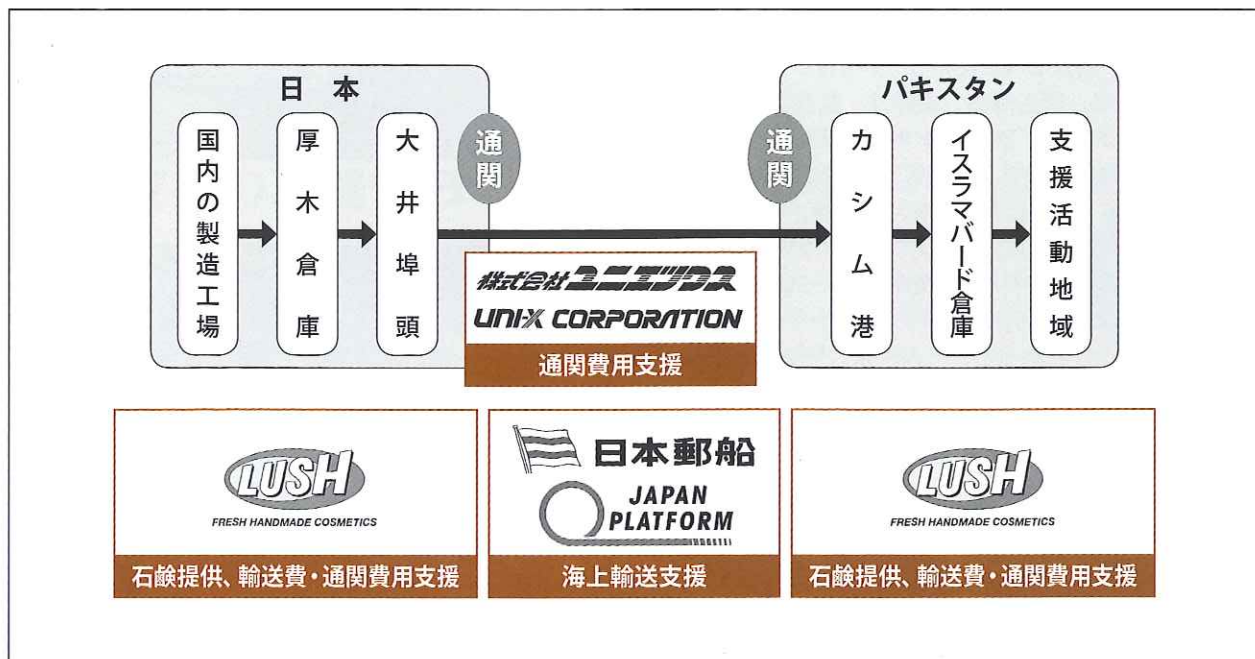 日本
国内の製造工場
厚木倉庫
大井埠頭
通関
通関
パキスタン
カシム港
イスラマバード倉庫
支援活動地域
株式会社ユニエックス
UNI-X CORPORATION
通関費用支援
LUSH
FRESH HANDMADE COSMETICS
石鹸提供、輸送費・通関費用支援
日本郵船
JAPAN
PLATFORM
海上輸送支援
LUSH
FRESH HANDMADE COSMETICS
石鹸提供、輸送費・通関費用支援